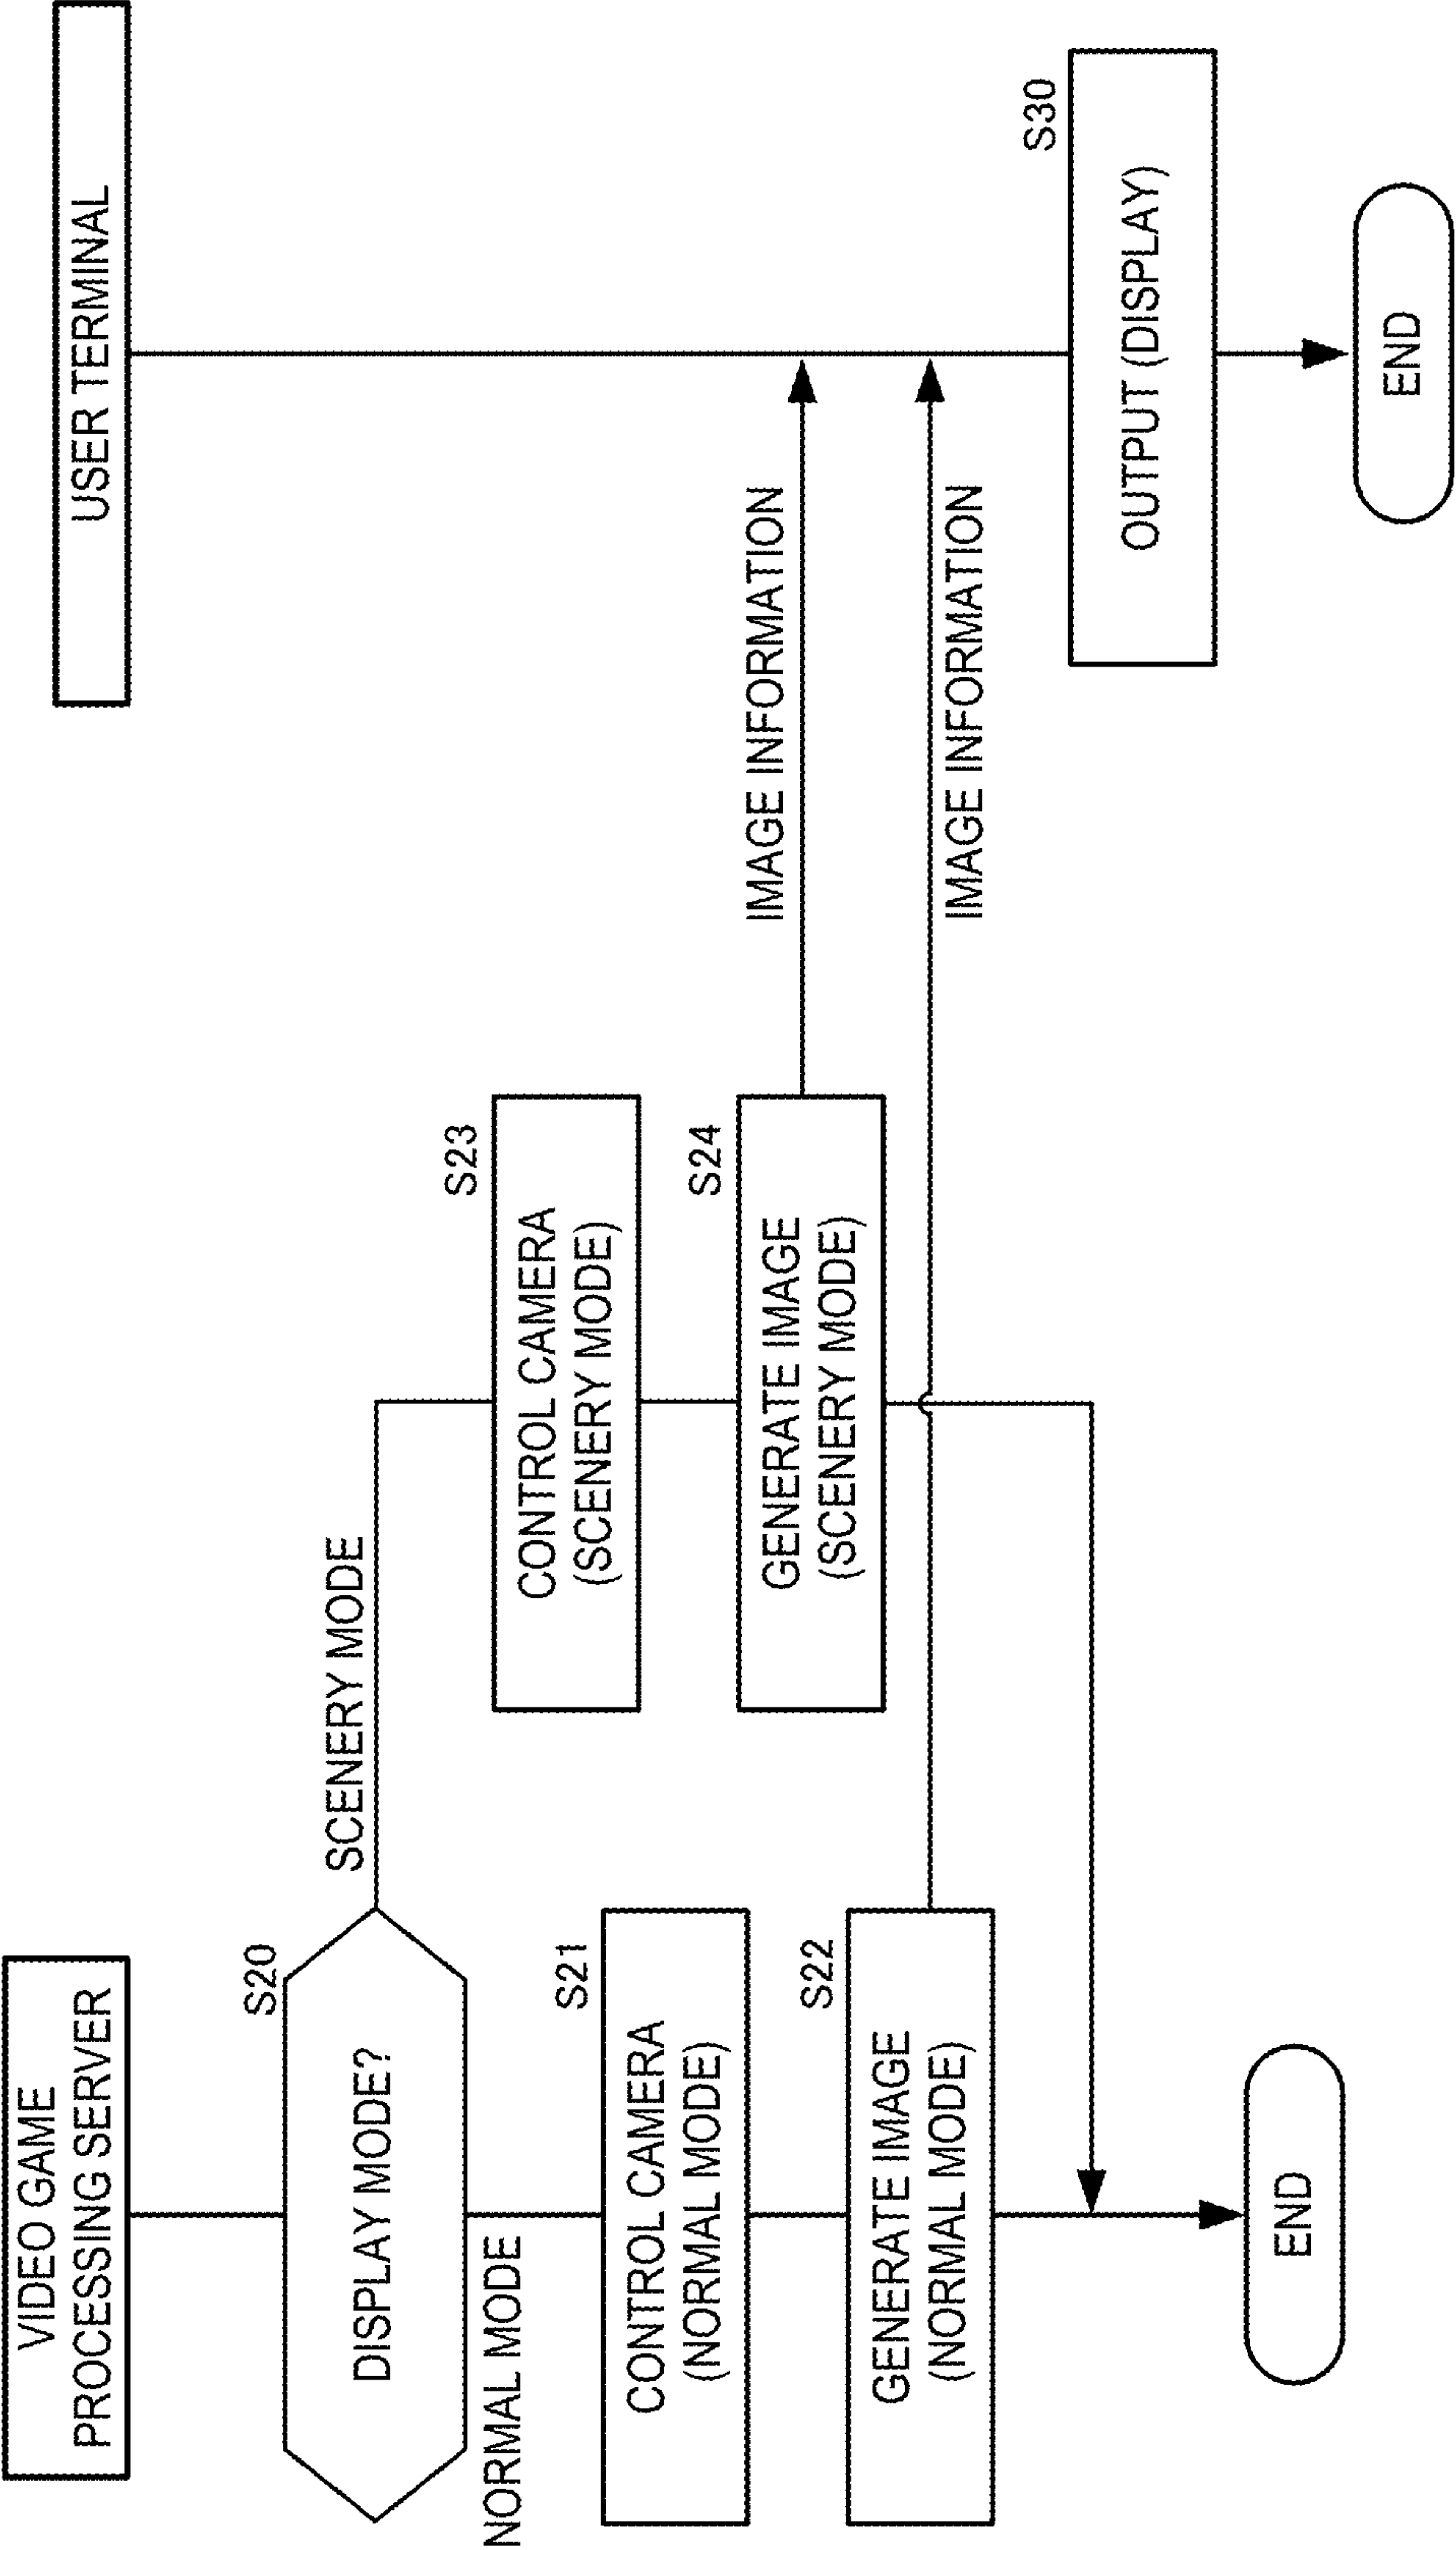 VIDEO GAME
PROCESSING SERVER
USER TERMINAL
S20
DISPLAY MODE?
SCENERY MODE
NORMAL MODE
S23
CONTROL CAMERA
(SCENERY MODE)
S21
CONTROL CAMERA
(NORMAL MODE)
S24
GENERATE IMAGE
(SCENERY MODE)
IMAGE INFORMATION
S22
GENERATE IMAGE
(NORMAL MODE)
IMAGE INFORMATION
S30
OUTPUT (DISPLAY)
END
END